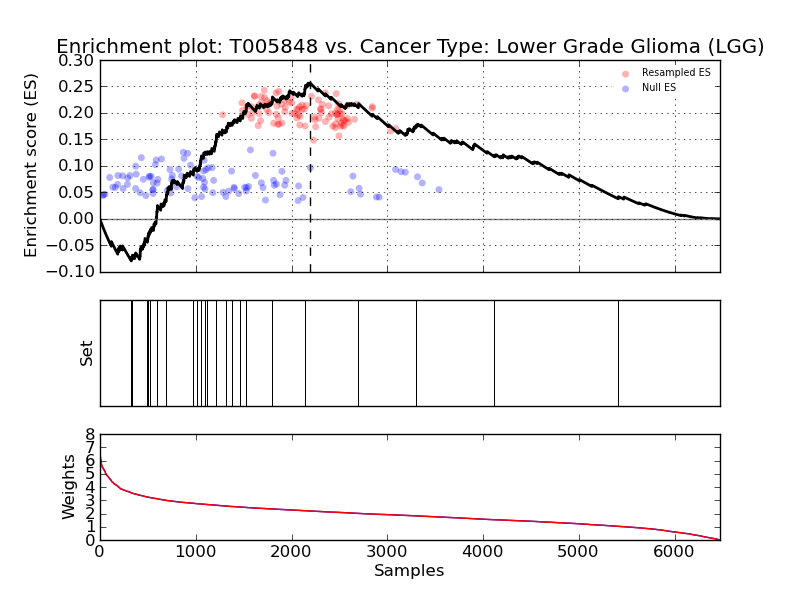 Enrichment plot: T005848 vs. Cancer Type: Lower Grade Glioma (LGG)
Enrichment score (ES)
0.30
0.25
0.20
0.15
0.10
0.05
0.00
−0.05
−0.10
Resampled ES
Null ES
Set
Weights
8
7
6
5
4
3
2
1
0
0 1000 2000 3000 4000 5000 6000
Samples